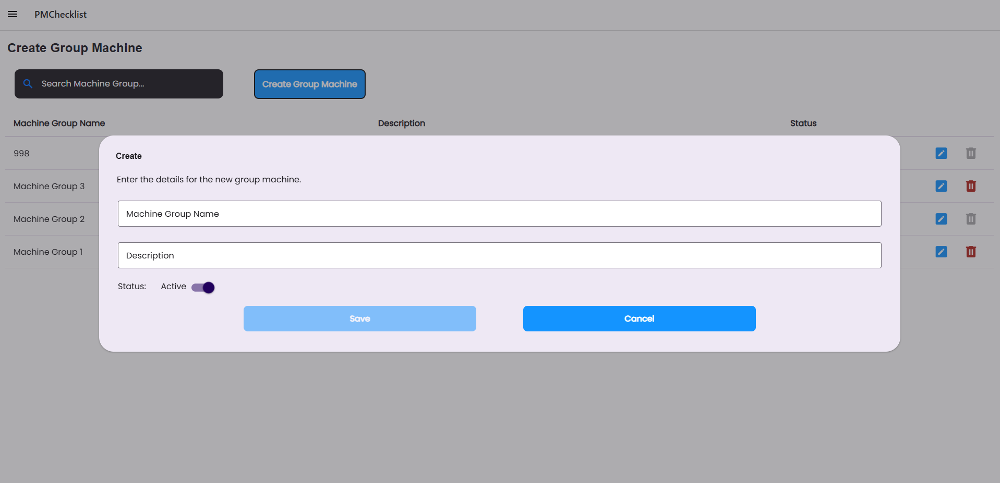 PMChecklist
Create Group Machine
Search Machine Group...
Create Group Machine
Machine Group Name Description Status
998
Machine Group 3
Machine Group 2
Machine Group 1
Create
Enter the details for the new group machine.
Machine Group Name
Description
Status: Active
Save Cancel